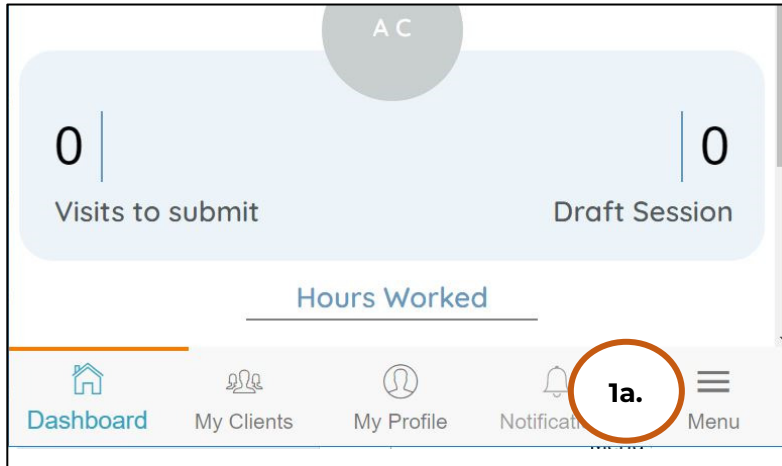 A C
0 0
Visits to submit Draft Session
Hours Worked
1a.
Dashboard My Clients My Profile Menu